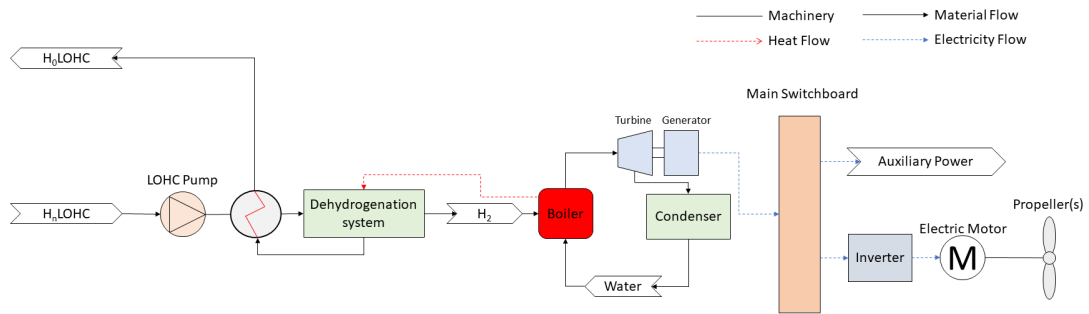 Machinery
Material Flow
Heat Flow
Electricity Flow
H₀LOHC
Main Switchboard
Turbine
Generator
Auxiliary Power
LOHC Pump
HₙLOHC
Dehydrogenation
system
H₂
Boiler
Condenser
Water
Propeller(s)
Electric Motor
Inverter
M